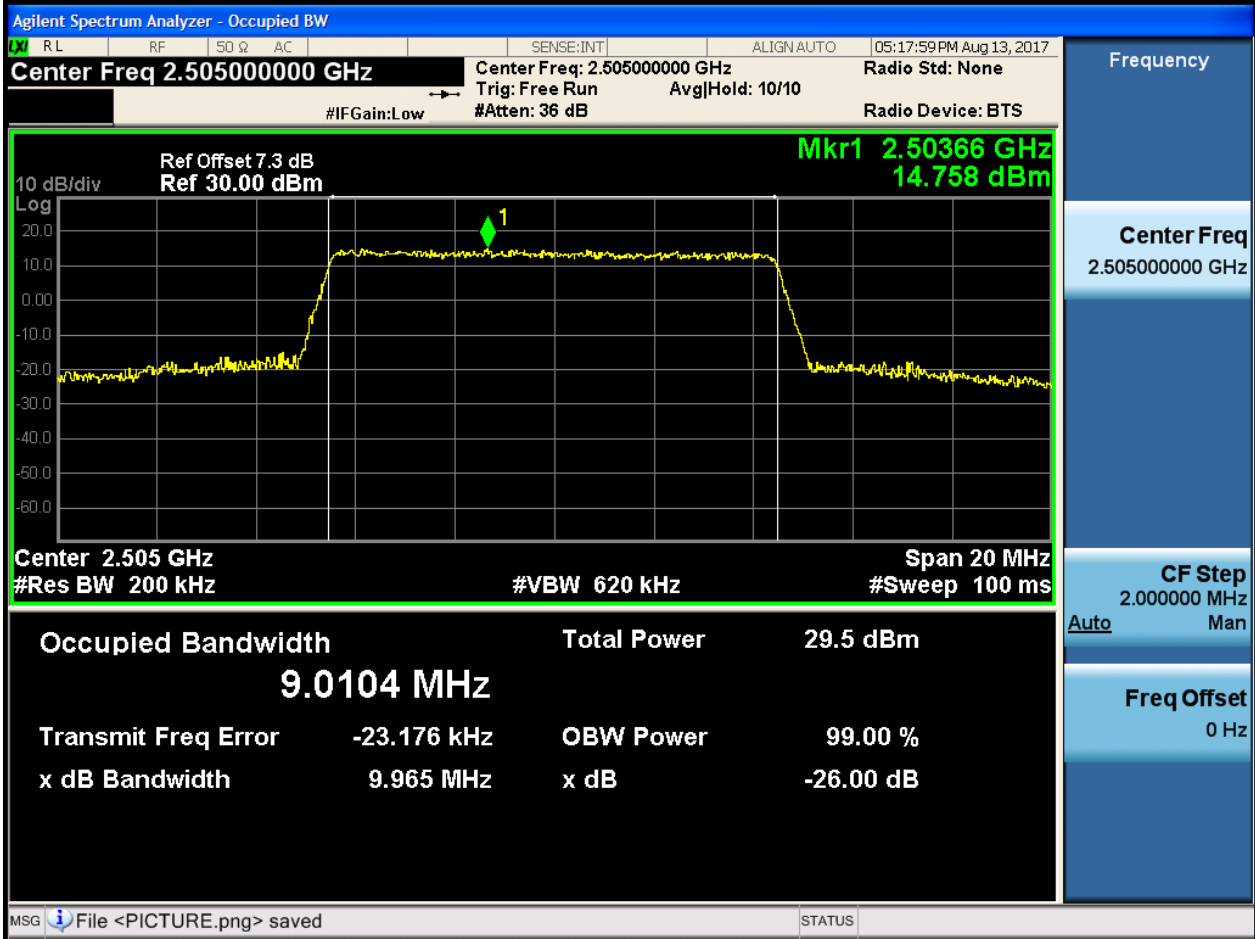 Agilent Spectrum Analyzer - Occupied BW
LXI RL RF 50 Ω AC SENSE:INT ALIGN AUTO 05:17:59 PM Aug 13, 2017
Center Freq 2.505000000 GHz
Center Freq: 2.505000000 GHz
Radio Std: None
Trig: Free Run Avg|Hold: 10/10
#IFGain:Low
#Atten: 36 dB
Radio Device: BTS
Frequency
Mkr1 2.50366 GHz
14.758 dBm
Ref Offset 7.3 dB
10 dB/div Ref 30.00 dBm
Log
20.0
10.0
0.00
-10.0
-20.0
-30.0
-40.0
-50.0
-60.0
1
Center 2.505 GHz Span 20 MHz
#Res BW 200 kHz #VBW 620 kHz #Sweep 100 ms
Occupied Bandwidth Total Power 29.5 dBm
9.0104 MHz
Transmit Freq Error -23.176 kHz OBW Power 99.00 %
x dB Bandwidth 9.965 MHz x dB -26.00 dB
Center Freq
2.505000000 GHz
CF Step
2.000000 MHz
Auto Man
Freq Offset
0 Hz
MSG File <PICTURE.png> saved STATUS